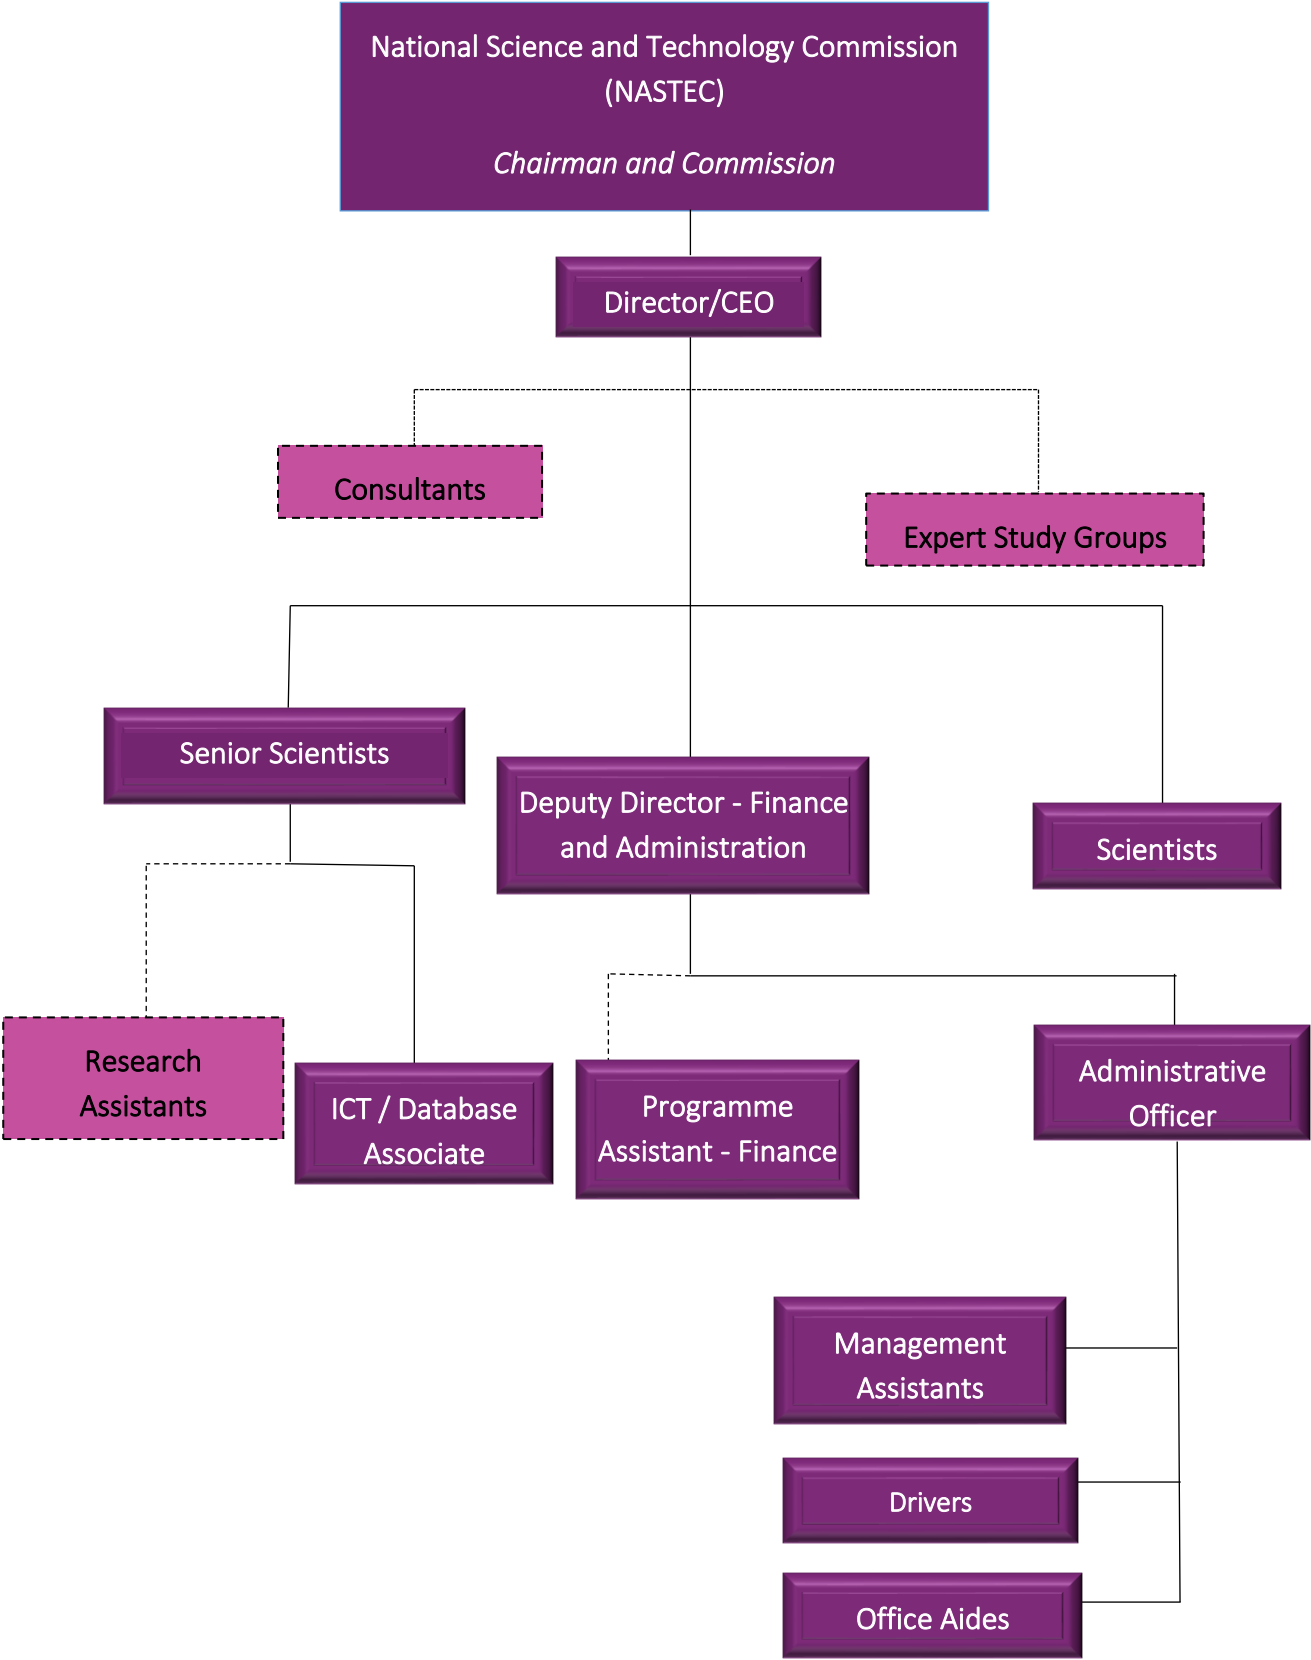 National Science and Technology Commission
(NASTEC)
Chairman and Commission
Director/CEO
Consultants
Expert Study Groups
Senior Scientists
Deputy Director - Finance
and Administration
Scientists
Research
Assistants
ICT / Database
Associate
Programme
Assistant - Finance
Administrative
Officer
Management
Assistants
Drivers
Office Aides